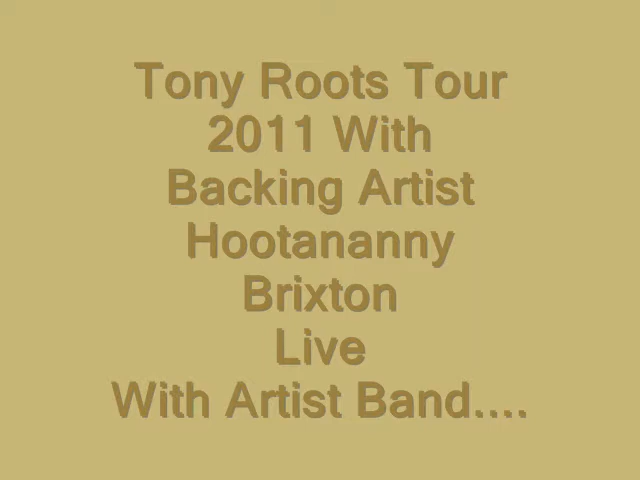 Tony Roots Tour
2011 With
Backing Artist
Hootananny
Brixton
Live
With Artist Band....